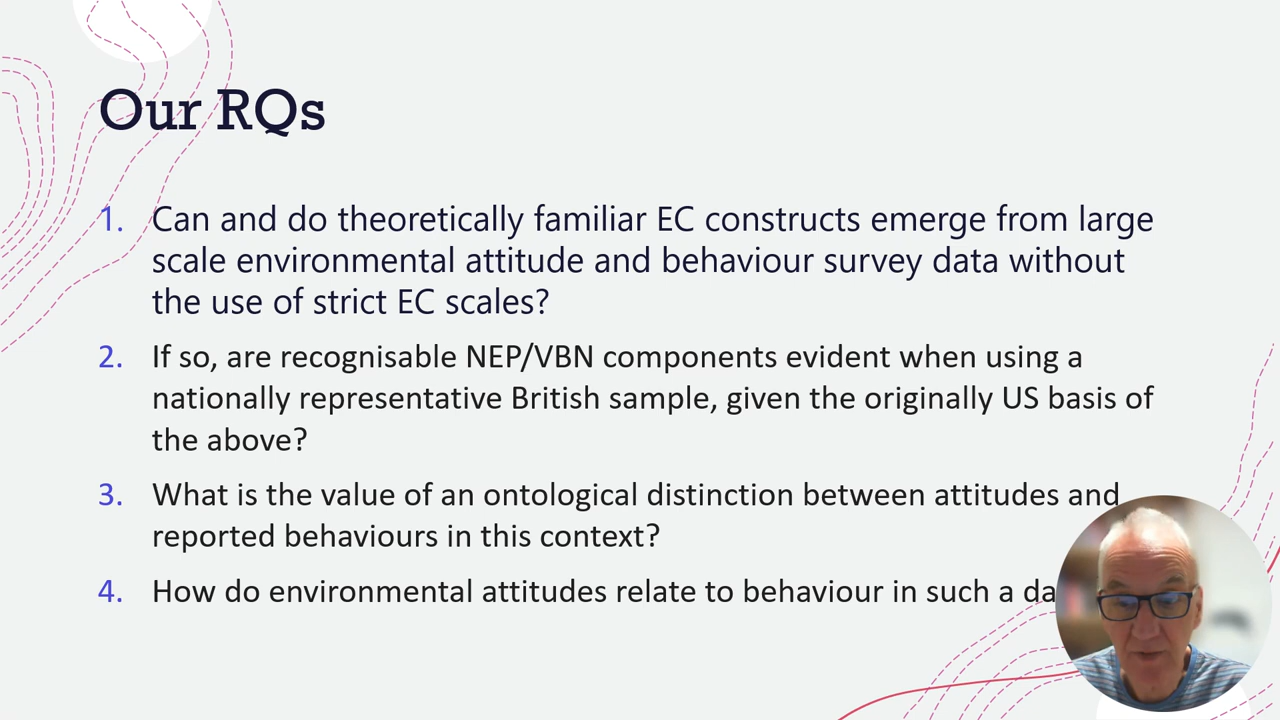 Our RQs
1. Can and do theoretically familiar EC constructs emerge from large
scale environmental attitude and behaviour survey data without
the use of strict EC scales?
2. If so, are recognisable NEP/VBN components evident when using a
nationally representative British sample, given the originally US basis of
the above?
3. What is the value of an ontological distinction between attitudes and
reported behaviours in this context?
4. How do environmental attitudes relate to behaviour in such a